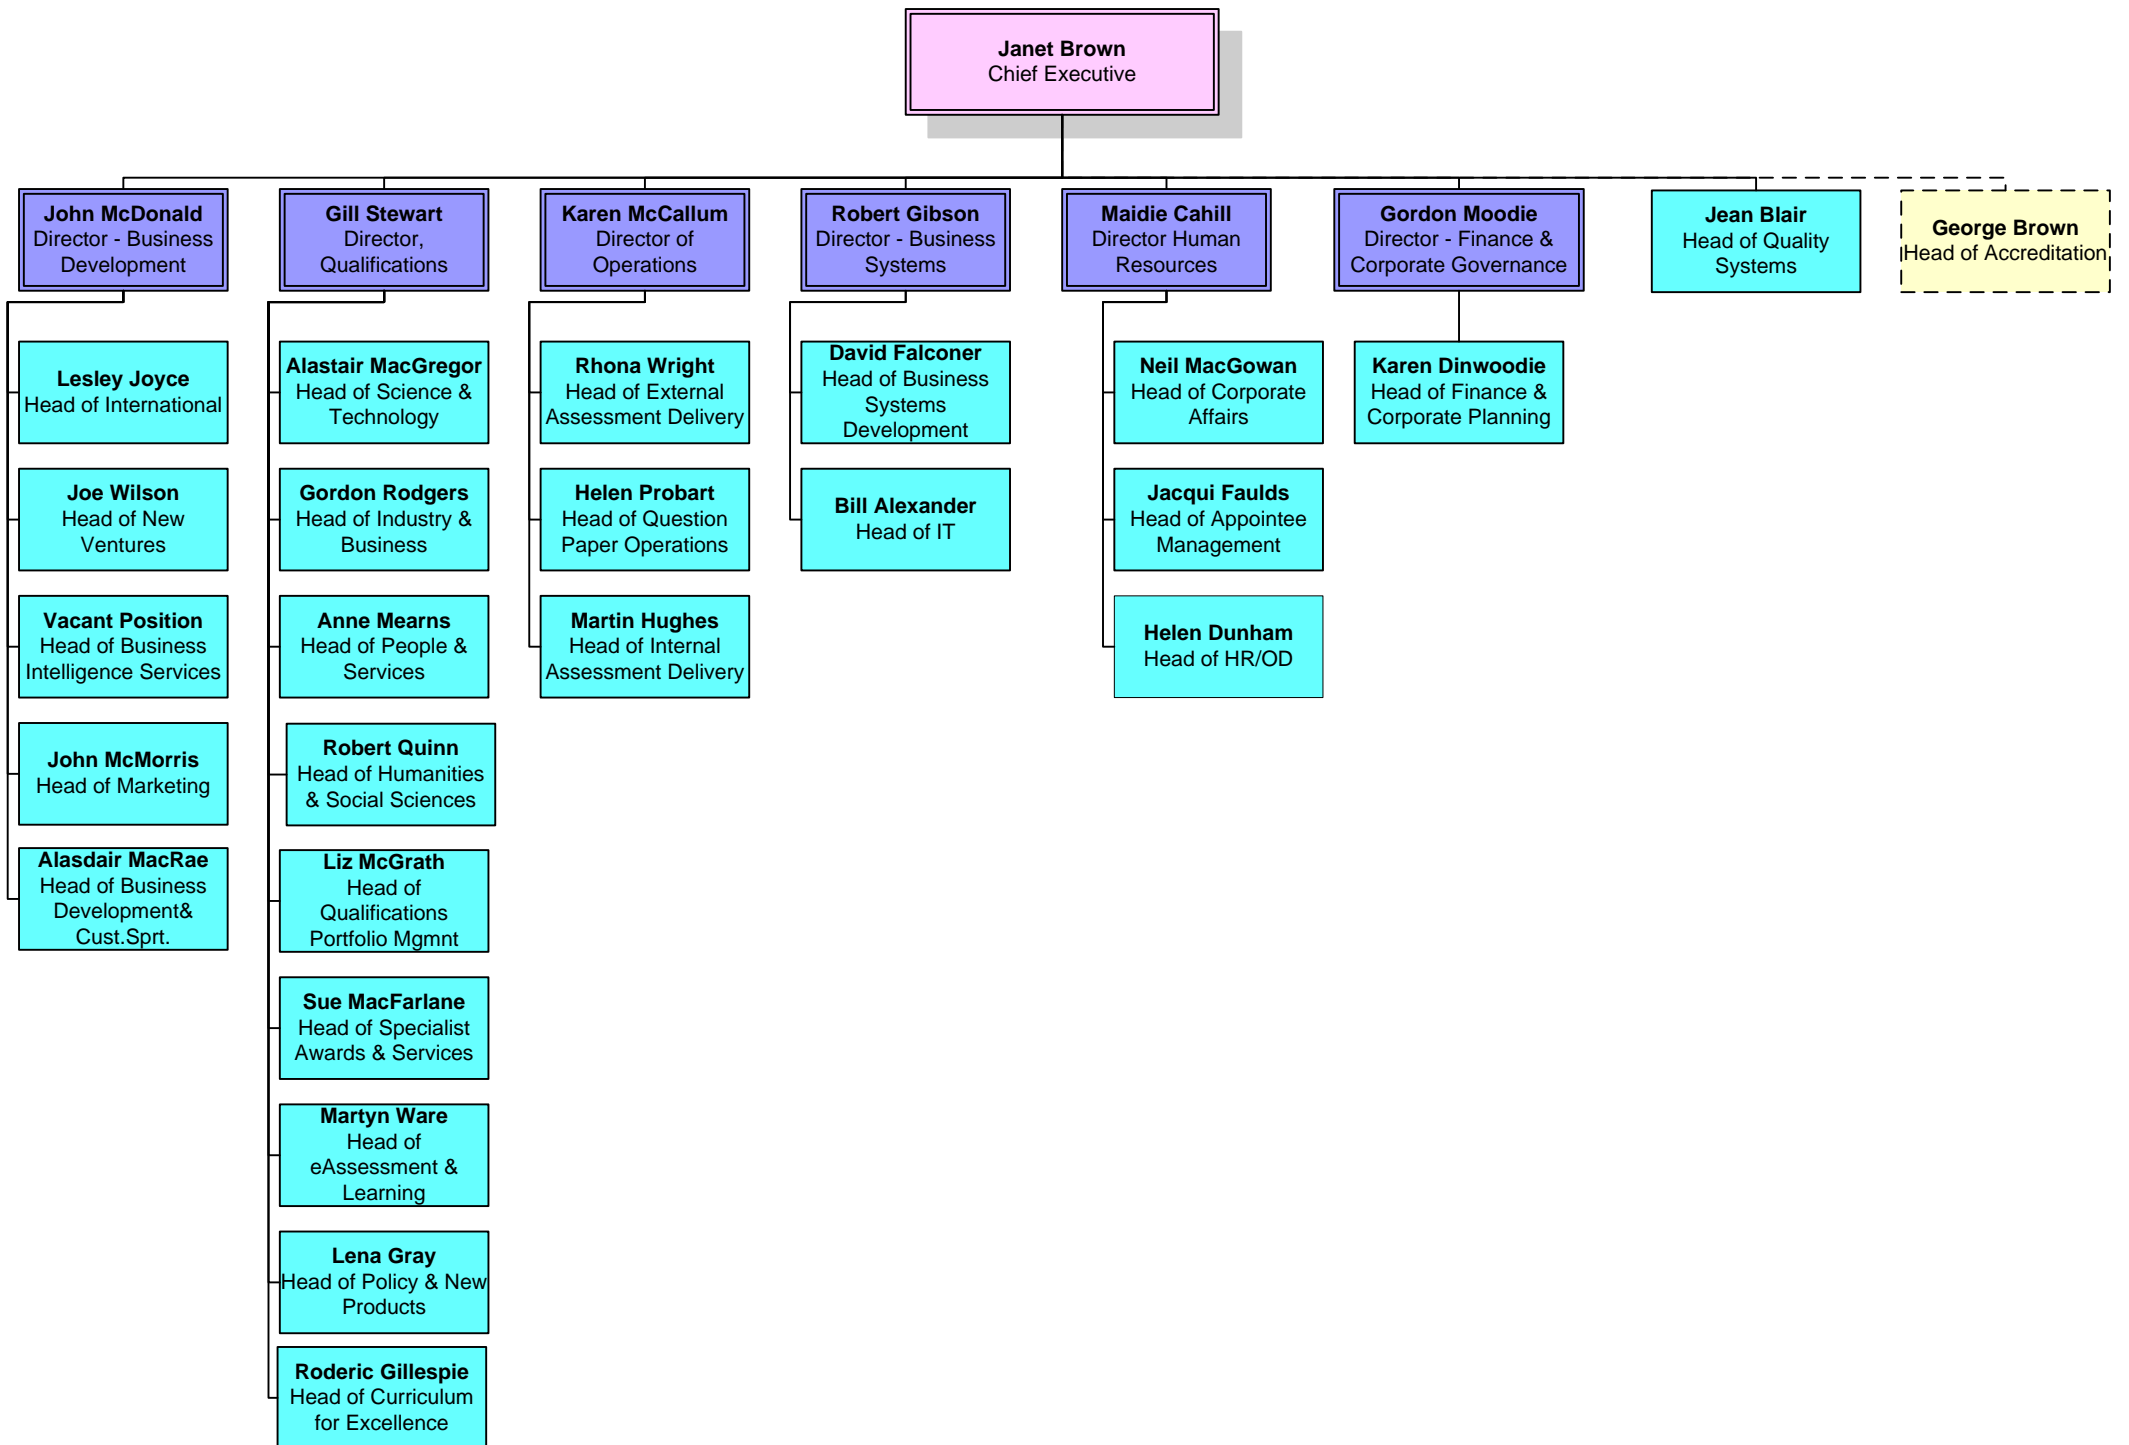 Janet Brown
Chief Executive
John McDonald
Director - Business
Development
Gill Stewart
Director,
Qualifications
Karen McCallum
Director of
Operations
Robert Gibson
Director - Business
Systems
Maidie Cahill
Director Human
Resources
Gordon Moodie
Director - Finance &
Corporate Governance
Jean Blair
Head of Quality
Systems
George Brown
Head of Accreditation
Lesley Joyce
Head of International
Joe Wilson
Head of New
Ventures
Vacant Position
Head of Business
Intelligence Services
John McMorris
Head of Marketing
Alasdair MacRae
Head of Business
Development&
Cust.Sprt.
Alastair MacGregor
Head of Science &
Technology
Gordon Rodgers
Head of Industry &
Business
Anne Mearns
Head of People &
Services
Robert Quinn
Head of Humanities
& Social Sciences
Liz McGrath
Head of
Qualifications
Portfolio Mgmnt
Sue MacFarlane
Head of Specialist
Awards & Services
Martyn Ware
Head of
eAssessment &
Learning
Lena Gray
Head of Policy & New
Products
Roderic Gillespie
Head of Curriculum
for Excellence
Rhona Wright
Head of External
Assessment Delivery
Helen Probart
Head of Question
Paper Operations
Martin Hughes
Head of Internal
Assessment Delivery
David Falconer
Head of Business
Systems
Development
Bill Alexander
Head of IT
Neil MacGowan
Head of Corporate
Affairs
Jacqui Faulds
Head of Appointee
Management
Helen Dunham
Head of HR/OD
Karen Dinwoodie
Head of Finance &
Corporate Planning